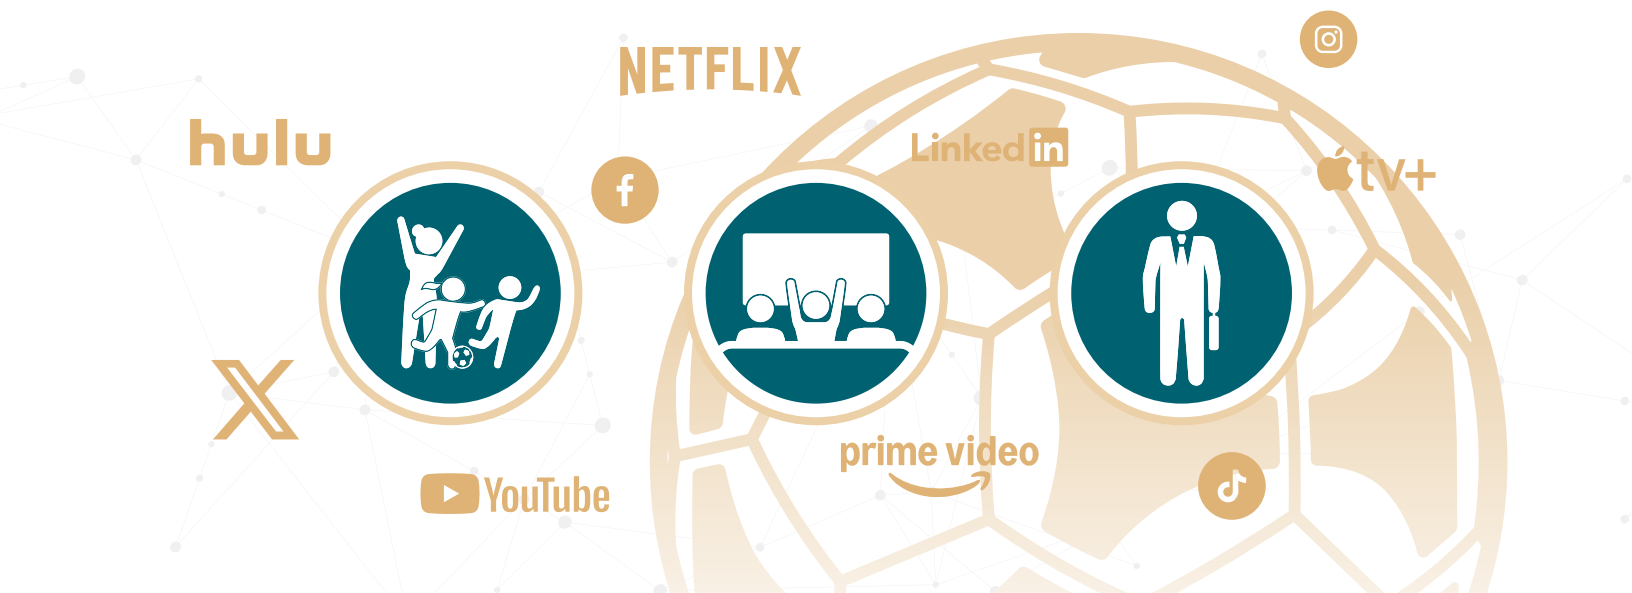 NETFLIX
hulu
f
Linkedin
tv+
X
prime video
YouTube